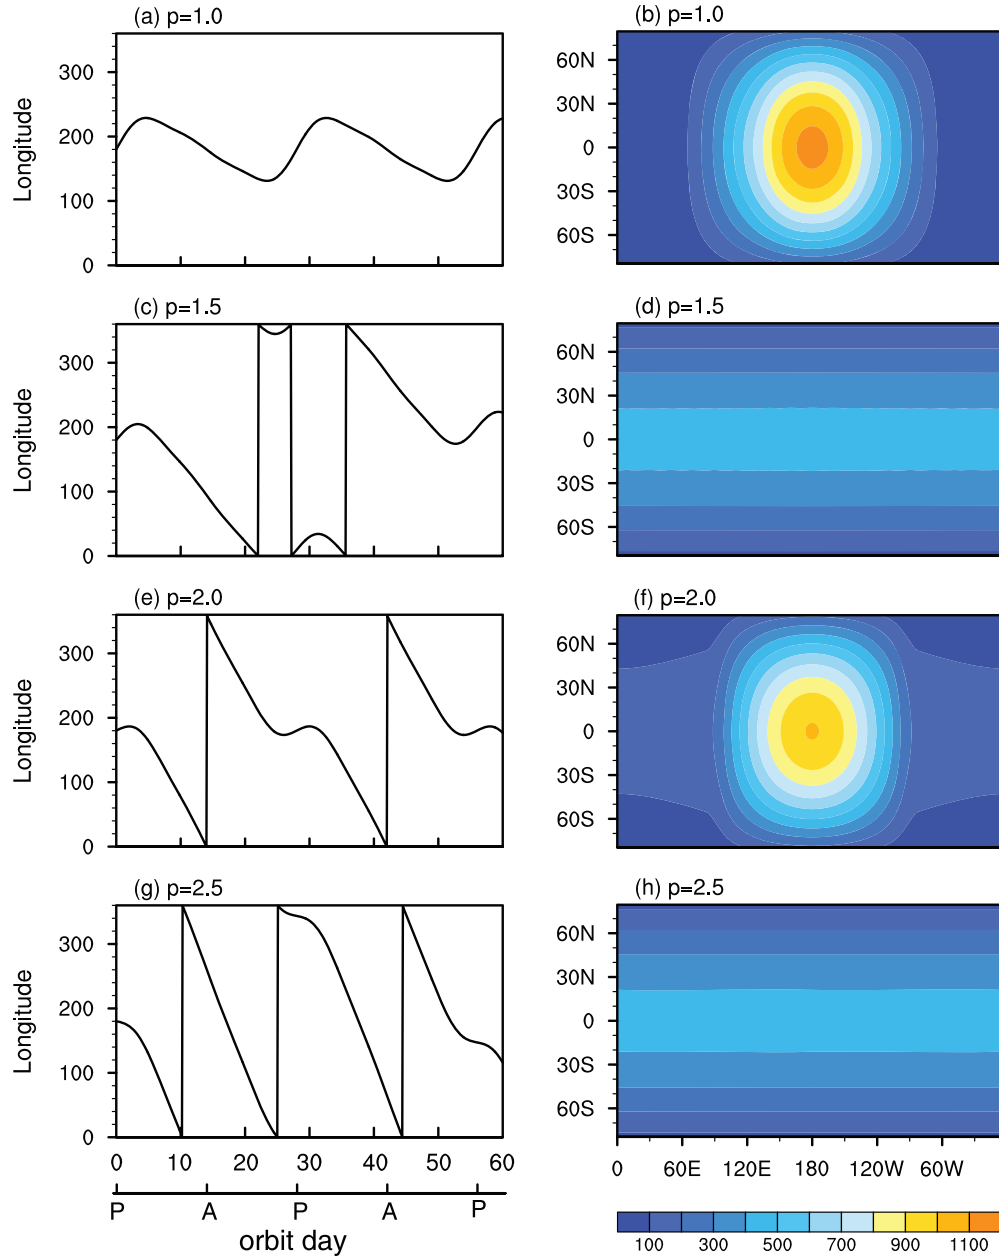 (a) p=1.0
(b) p=1.0
Longitude
300
200
100
0
60N
30N
0
30S
60S
(c) p=1.5
(d) p=1.5
Longitude
300
200
100
0
60N
30N
0
30S
60S
(e) p=2.0
(f) p=2.0
Longitude
300
200
100
0
60N
30N
0
30S
60S
(g) p=2.5
(h) p=2.5
Longitude
300
200
100
0
60N
30N
0
30S
60S
0 10 20 30 40 50 60
0 60E 120E 180 120W 60W
P A P A P
orbit day
100 300 500 700 900 1100